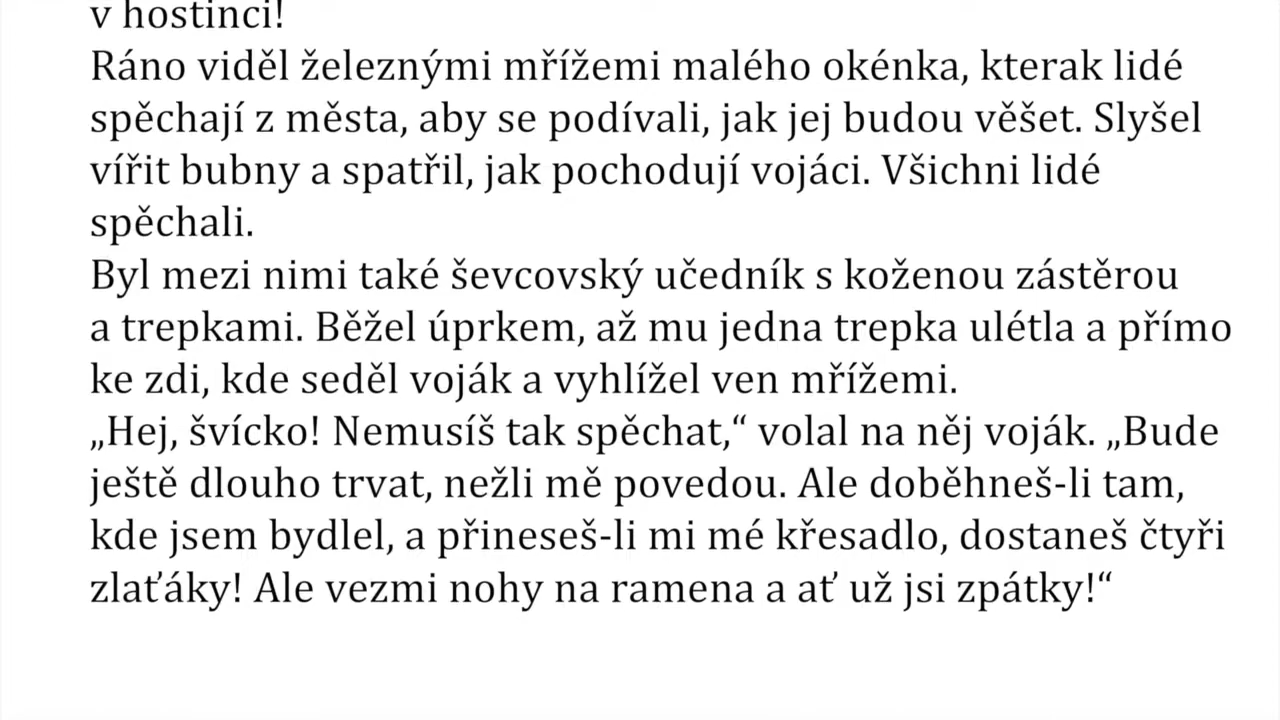 v hostinci!
Ráno viděl železnými mřížemi malého okénka, kterak lidé
spěchají z města, aby se podívali, jak jej budou věšet. Slyšel
vířit bubny a spatřil, jak pochodují vojáci. Všichni lidé
spěchali.
Byl mezi nimi také ševcovský učedník s koženou zástěrou
a trepkami. Běžel úprkem, až mu jedna trepka ulétla a přímo
ke zdi, kde seděl voják a vyhlížel ven mřížemi.
„Hej, švícko! Nemusíš tak spěchat,“ volal na něj voják. „Bude
ještě dlouho trvat, nežli mě povedou. Ale doběhneš-li tam,
kde jsem bydlel, a přineseš-li mi mé křesadlo, dostaneš čtyři
zlaťáky! Ale vezmi nohy na ramena a ať už jsi zpátky!“